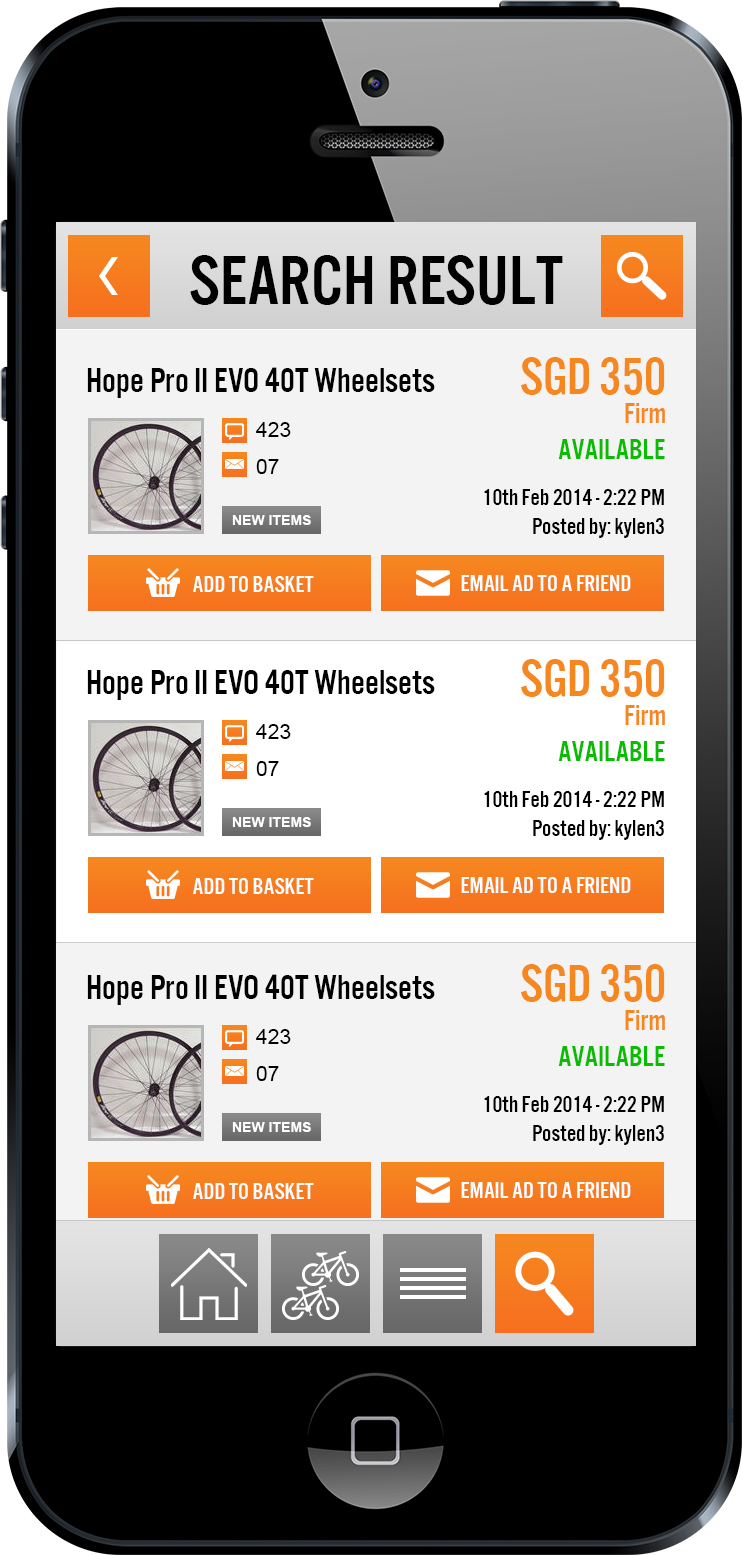 SEARCH RESULT
Hope Pro II EVO 40T Wheelsets
SGD 350
Firm
423
AVAILABLE
07
10th Feb 2014 - 2:22 PM
NEW ITEMS
Posted by: kylen3
ADD TO BASKET
EMAIL AD TO A FRIEND
Hope Pro II EVO 40T Wheelsets
SGD 350
Firm
423
AVAILABLE
07
10th Feb 2014 - 2:22 PM
NEW ITEMS
Posted by: kylen3
ADD TO BASKET
EMAIL AD TO A FRIEND
Hope Pro II EVO 40T Wheelsets
SGD 350
Firm
423
AVAILABLE
07
10th Feb 2014 - 2:22 PM
NEW ITEMS
Posted by: kylen3
ADD TO BASKET
EMAIL AD TO A FRIEND